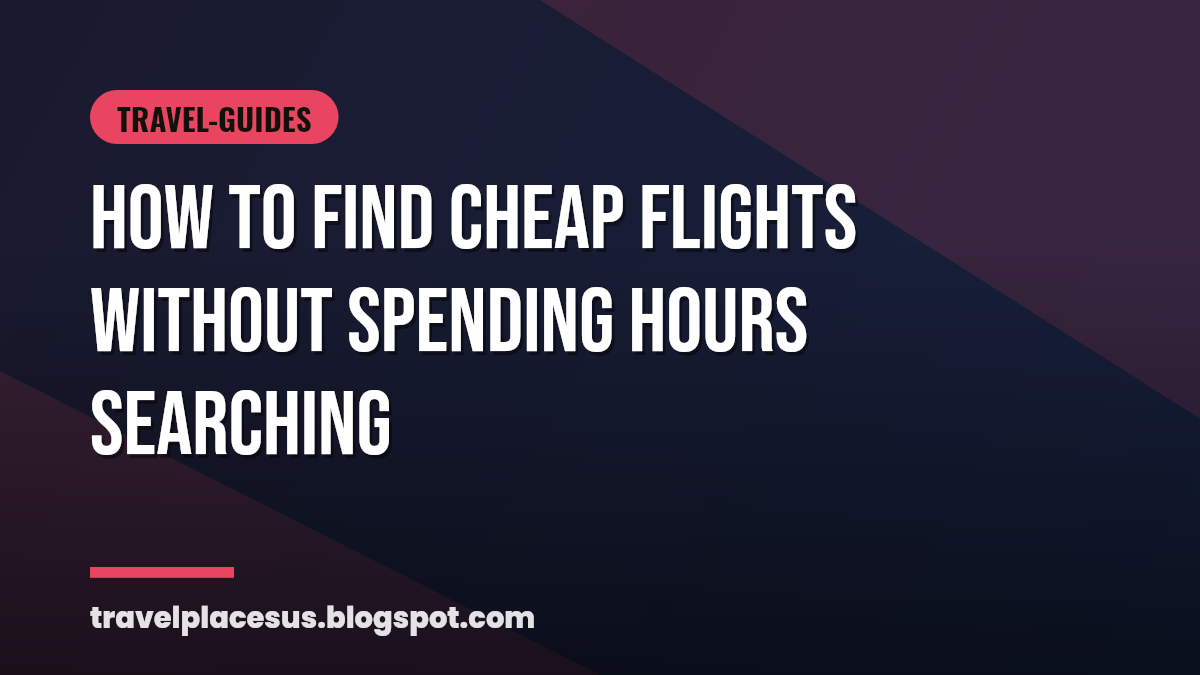 TRAVEL-GUIDES
HOW TO FIND CHEAP FLIGHTS
WITHOUT SPENDING HOURS
SEARCHING
travelplacesus.blogspot.com